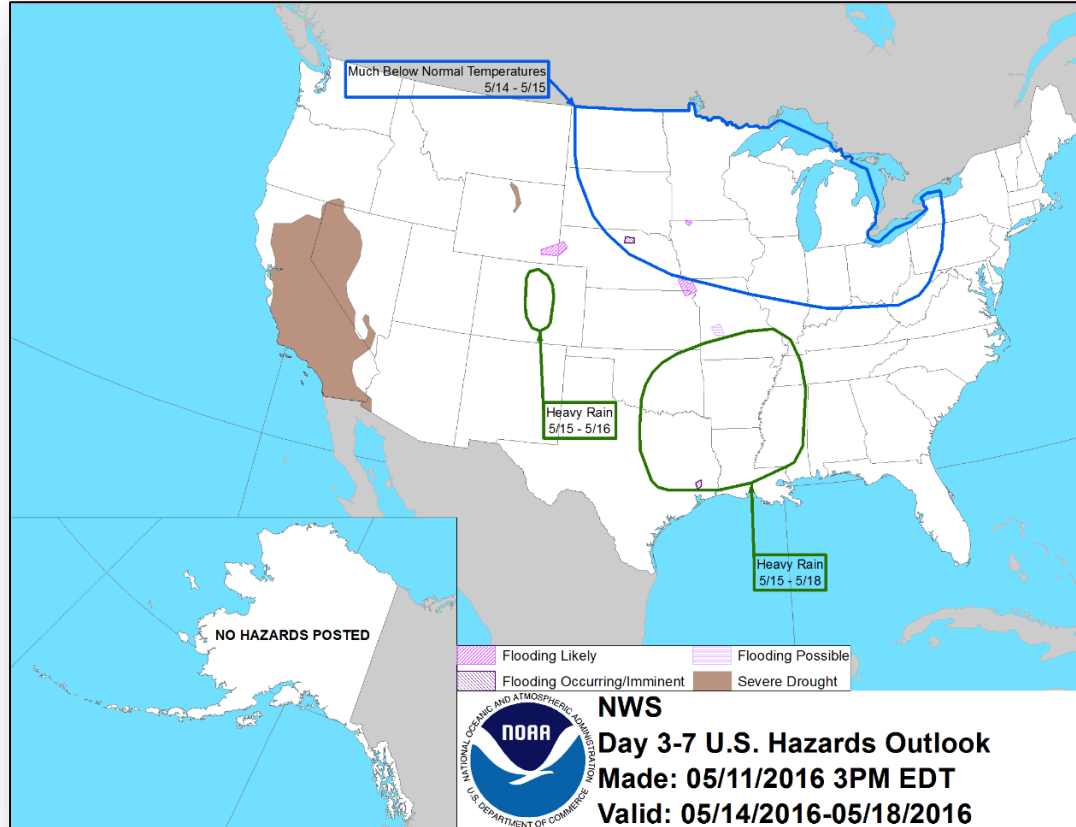 Much Below Normal Temperatures
5/14 - 5/15
Heavy Rain
5/15 - 5/16
Heavy Rain
5/15 - 5/18
NO HAZARDS POSTED
Flooding Likely
Flooding Possible
Flooding Occurring/Imminent
Severe Drought
NATIONAL OCEANIC AND ATMOSPHERIC ADMINISTRATION
U.S. DEPARTMENT OF COMMERCE
NOAA
NWS
Day 3-7 U.S. Hazards Outlook
Made: 05/11/2016 3PM EDT
Valid: 05/14/2016-05/18/2016